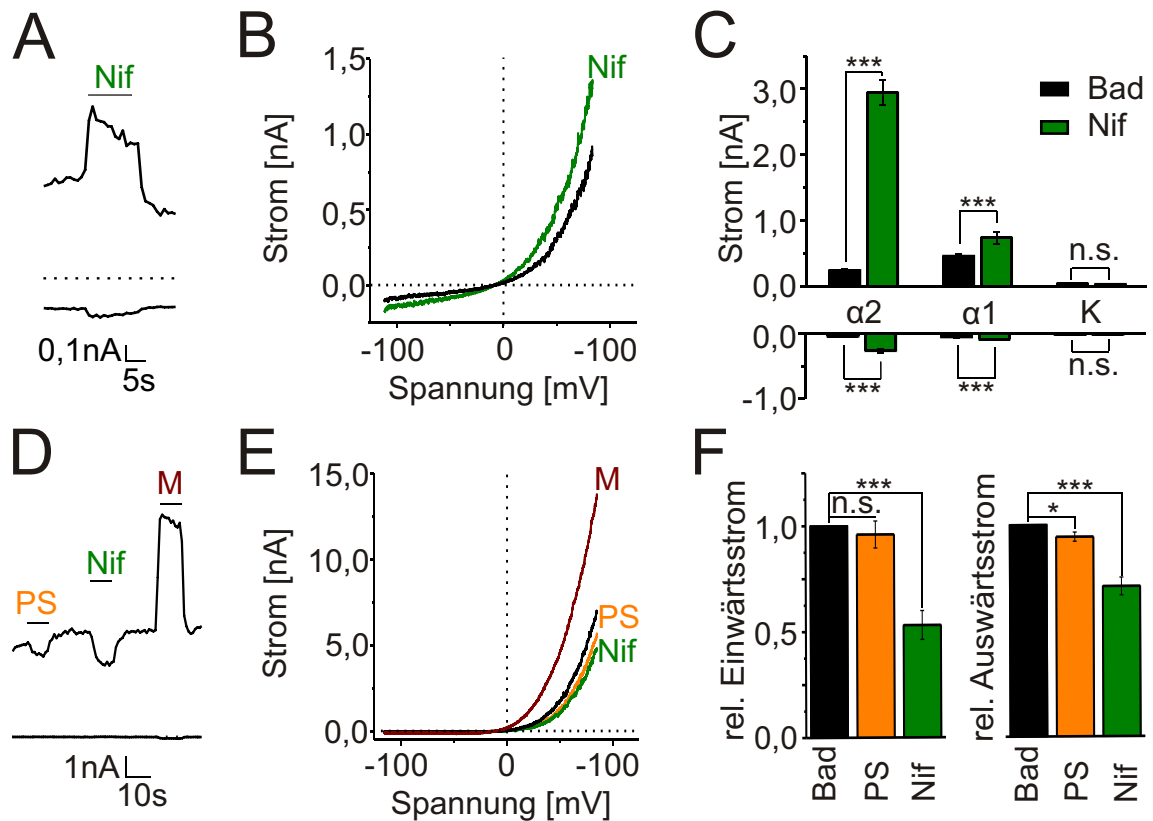 A
Nif
0,1nA
5s
B
Strom [nA]
1,5
1,0
0,5
0,0
Nif
-100 0 -100
Spannung [mV]
C
Strom [nA]
3,0
2,0
1,0
0,0
*** *** n.s.
Bad
Nif
α2 α1 K
0,0
-1,0
*** *** n.s.
D
M
Nif
PS
1nA
10s
E
Strom [nA]
15,0
10,0
5,0
0,0
M
PS
Nif
-100 0 -100
Spannung [mV]
F
rel. Einwärtsstrom
1,0
0,5
0,0
***
n.s.
Bad PS Nif
rel. Auswärtsstrom
***
*
Bad PS Nif